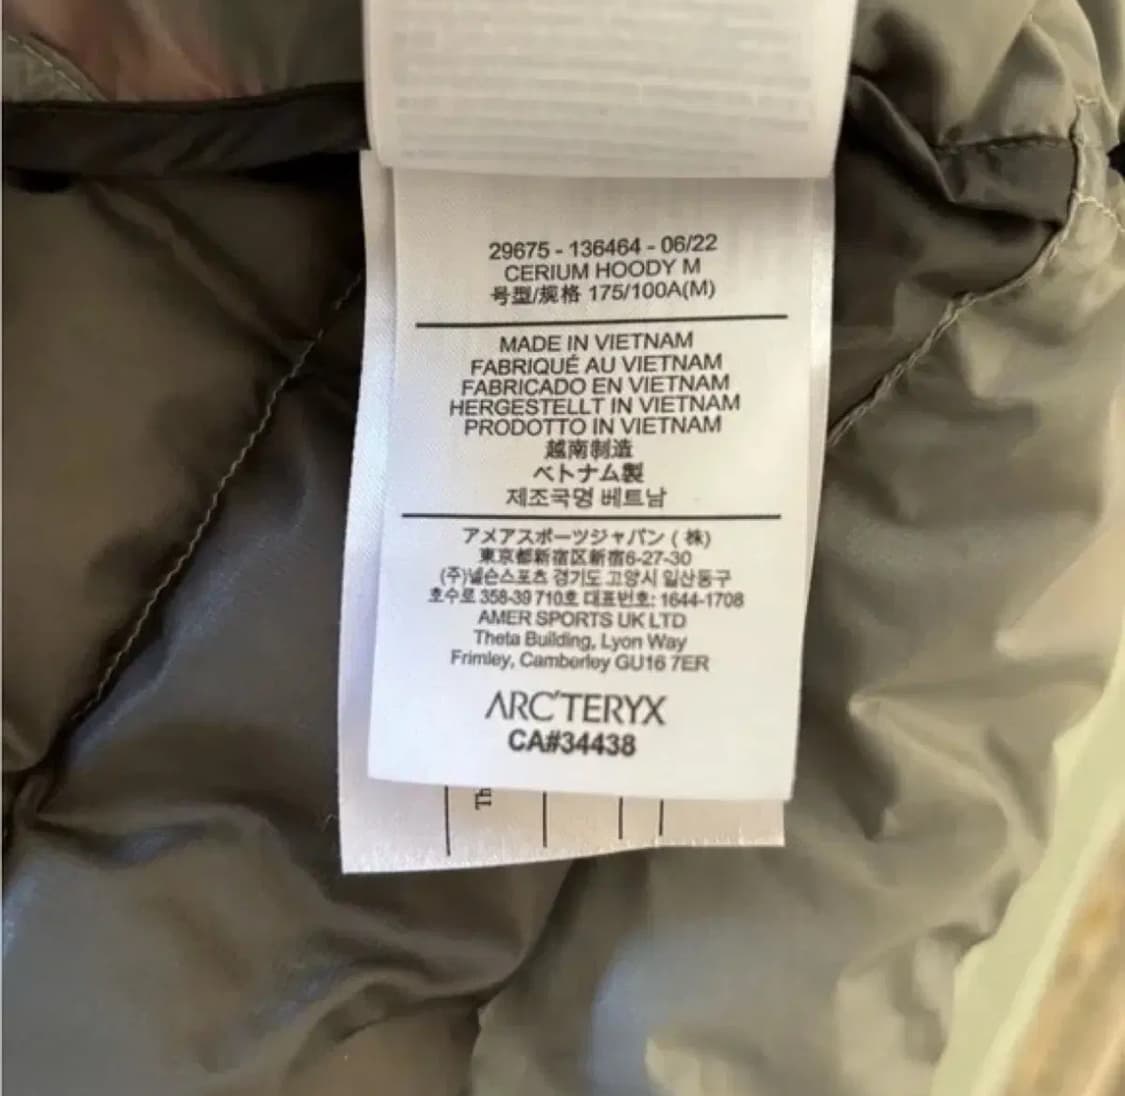 29675 - 136464 - 06/22
CERIUM HOODY M
号型/规格 175/100A(M)
MADE IN VIETNAM
FABRIQUÉ AU VIETNAM
FABRICADO EN VIETNAM
HERGESTELLT IN VIETNAM
PRODOTTO IN VIETNAM
越南制造
ベトナム製
제조국명 베트남
アメアスポーツジャパン (株)
東京都新宿区新宿6-27-30
(주)넬슨스포츠 경기도 고양시 일산동구
호수로 358-39 710호 대표번호: 1644-1708
AMER SPORTS UK LTD
Theta Building, Lyon Way
Frimley, Camberley GU16 7ER
ARC'TERYX
CA#34438
Th